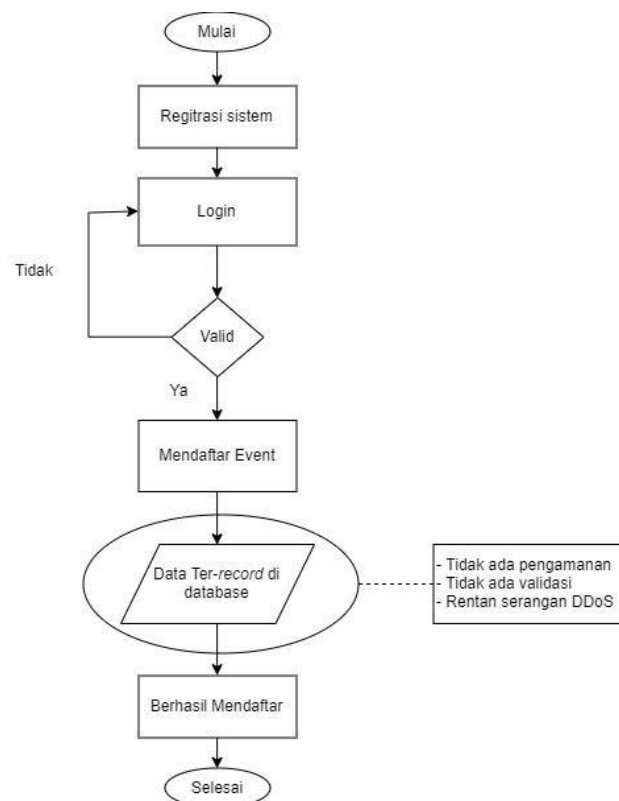 Mulai
Regitrasi sistem
Login
Tidak
Valid
Ya
Mendaftar Event
Data Ter-record di
database
- Tidak ada pengamanan
- Tidak ada validasi
- Rentan serangan DDoS
Berhasil Mendaftar
Selesai